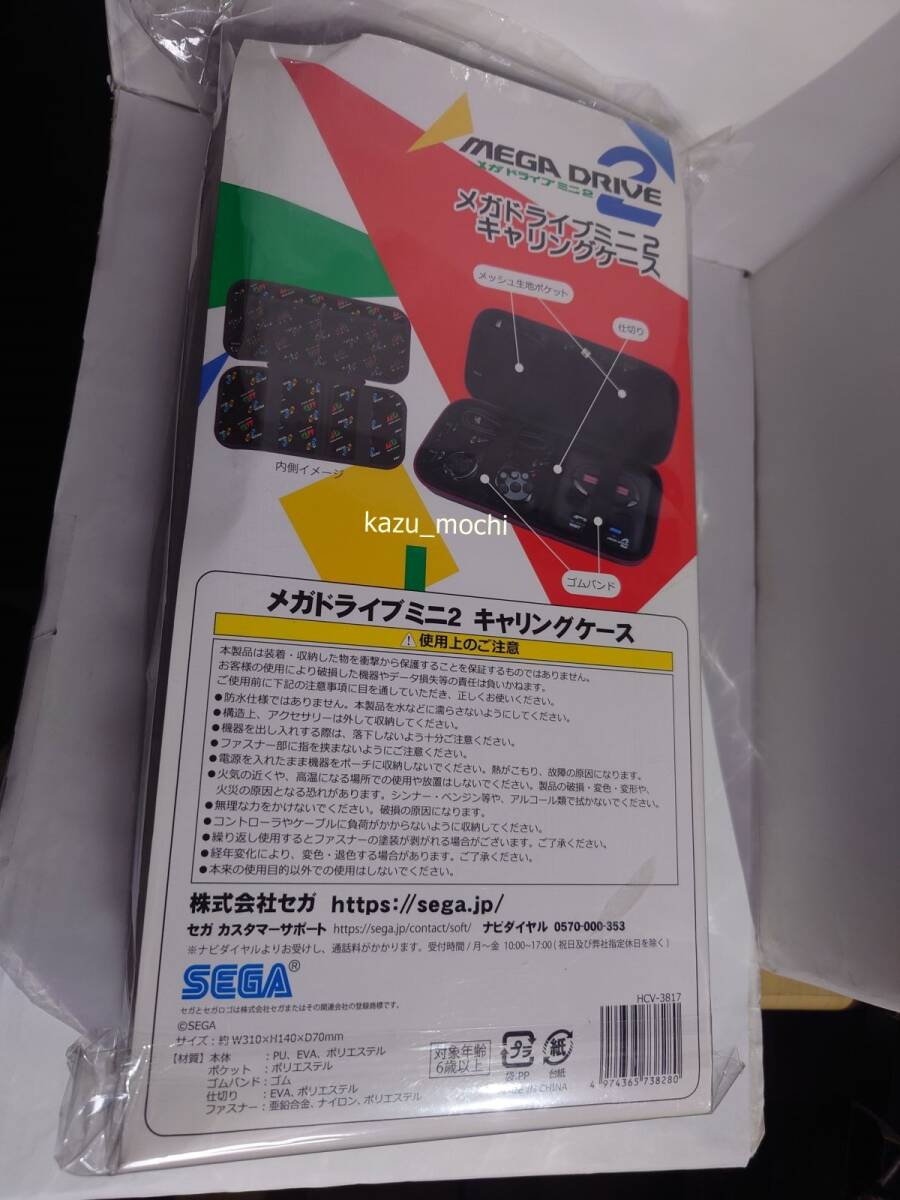 MEGA DRIVE 2
メガドライブ ミニ 2
メガドライブミニ2
キャリングケース
メッシュ生地ポケット
仕切り
内側イメージ
kazu_mochi
ゴムバンド
メガドライブミニ2 キャリングケース
使用上のご注意
本製品は装着・収納した物を衝撃から保護することを保証するものではありません。
お客様の使用により破損した機器やデータ損失等の責任は負いかねます。
ご使用前に下記の注意事項に目を通していただき、正しくお使いください。
●防水仕様ではありません。本製品を水などに濡らさないようにしてください。
●構造上、アクセサリーは外して収納してください。
●機器を出し入れする際は、落下しないよう十分ご注意ください。
●ファスナー部に指を挟まないようにご注意ください。
●電源を入れたまま機器をポーチに収納しないでください。熱がこもり、故障の原因になります。
●火気の近くや、高温になる場所での使用や放置はしないでください。製品の破損・変色・変形や、
火災の原因となる恐れがあります。シンナー・ベンジン等や、アルコール類で拭かないでください。
●無理な力をかけないでください。破損の原因になります。
●コントローラやケーブルに負荷がかからないように収納してください。
●繰り返し使用するとファスナーの塗装が剥がれる場合がございます。ご了承ください。
●経年変化により、変色・退色する場合があります。ご了承ください。
●本来の使用目的以外での使用はしないでください。
株式会社セガ https://sega.jp/
セガ カスタマーサポート https://sega.jp/contact/soft/ ナビダイヤル 0570-000-353
※ナビダイヤルよりお受けし、通話料がかかります。受付時間/月～金 10:00~17:00(祝日及び弊社指定休日を除く)
SEGA®
セガとセガロゴは株式会社セガまたはその関連会社の登録商標です。
©SEGA
サイズ:約 W310×H140×D70mm
【材質】本体 :PU、EVA、ポリエステル
ポケット :ポリエステル
ゴムバンド:ゴム
仕切り :EVA、ポリエステル
ファスナー:亜鉛合金、ナイロン、ポリエステル
対象年齢
6歳以上
プラ
袋:PP
紙
台紙
MADE IN CHINA
HCV-3817
4 974365 738280